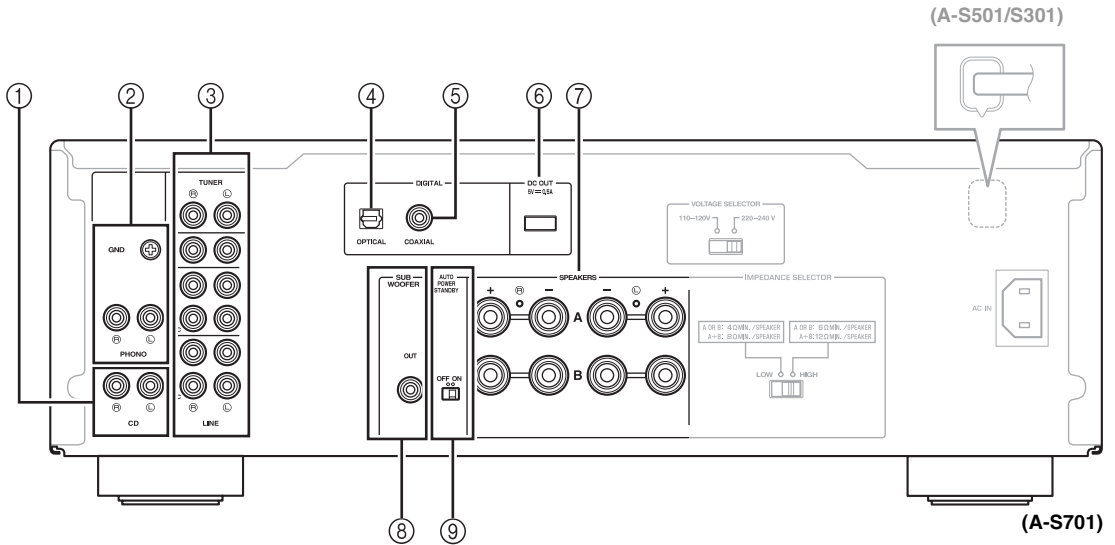 (A-S501/S301)
① ② ③ ④ ⑤ ⑥ ⑦
TUNER
Ⓡ Ⓛ
GND
Ⓡ Ⓛ
PHONO
Ⓡ Ⓛ
CD
Ⓡ Ⓛ
LINE
DIGITAL
OPTICAL COAXIAL
DC OUT
5V 0,5A
VOLTAGE SELECTOR
110–120V 220–240 V
SUB
WOOFER
OUT
AUTO
POWER
STANDBY
OFF ON
SPEAKERS
+ Ⓡ – – Ⓛ +
A
B
IMPEDANCE SELECTOR
A OR B: 4ΩMIN. /SPEAKER
A+B: 8ΩMIN. /SPEAKER
A OR B: 6ΩMIN. /SPEAKER
A+B:12ΩMIN. /SPEAKER
LOW HIGH
AC IN
⑧ ⑨
(A-S701)